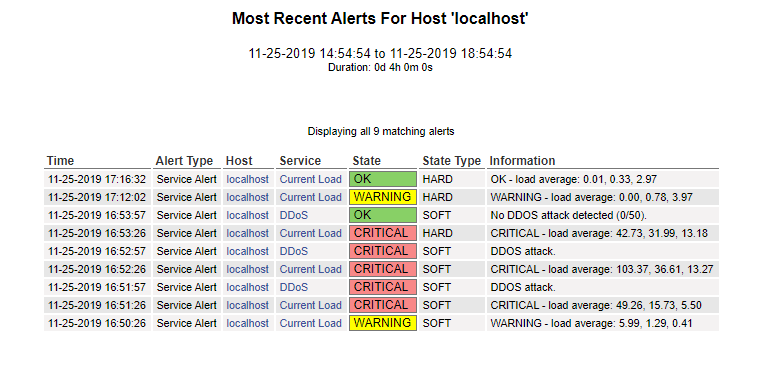 Most Recent Alerts For Host 'localhost'
11-25-2019 14:54:54 to 11-25-2019 18:54:54
Duration: 0d 4h 0m 0s
Displaying all 9 matching alerts
Time Alert Type Host Service State State Type Information
11-25-2019 17:16:32 Service Alert localhost Current Load OK HARD OK - load average: 0.01, 0.33, 2.97
11-25-2019 17:12:02 Service Alert localhost Current Load WARNING HARD WARNING - load average: 0.00, 0.78, 3.97
11-25-2019 16:53:57 Service Alert localhost DDoS OK SOFT No DDOS attack detected (0/50).
11-25-2019 16:53:26 Service Alert localhost Current Load CRITICAL HARD CRITICAL - load average: 42.73, 31.99, 13.18
11-25-2019 16:52:57 Service Alert localhost DDoS CRITICAL SOFT DDOS attack.
11-25-2019 16:52:26 Service Alert localhost Current Load CRITICAL SOFT CRITICAL - load average: 103.37, 36.61, 13.27
11-25-2019 16:51:57 Service Alert localhost DDoS CRITICAL SOFT DDOS attack.
11-25-2019 16:51:26 Service Alert localhost Current Load CRITICAL SOFT CRITICAL - load average: 49.26, 15.73, 5.50
11-25-2019 16:50:26 Service Alert localhost Current Load WARNING SOFT WARNING - load average: 5.99, 1.29, 0.41